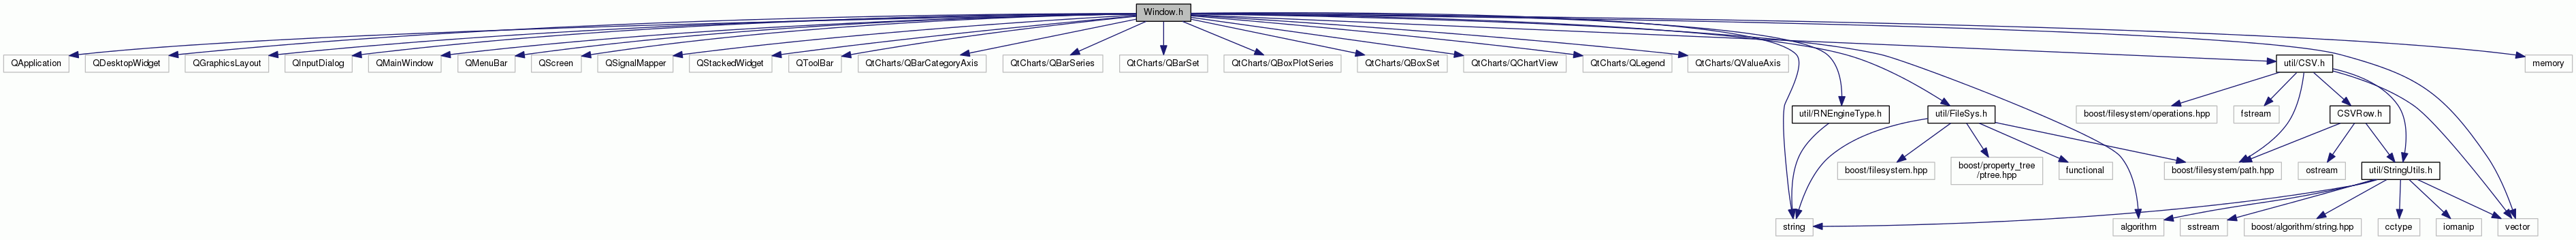 Window.h
QApplication
QDesktopWidget
QGraphicsLayout
QInputDialog
QMainWindow
QMenuBar
QScreen
QSignalMapper
QStackedWidget
QToolBar
QtCharts/QBarCategoryAxis
QtCharts/QBarSeries
QtCharts/QBarSet
QtCharts/QBoxPlotSeries
QtCharts/QBoxSet
QtCharts/QChartView
QtCharts/QLegend
QtCharts/QValueAxis
util/CSV.h
memory
util/RNEngineType.h
util/FileSys.h
boost/filesystem/operations.hpp
fstream
CSVRow.h
boost/filesystem.hpp
boost/property_tree
/ptree.hpp
functional
boost/filesystem/path.hpp
ostream
util/StringUtils.h
string
algorithm
sstream
boost/algorithm/string.hpp
cctype
iomanip
vector